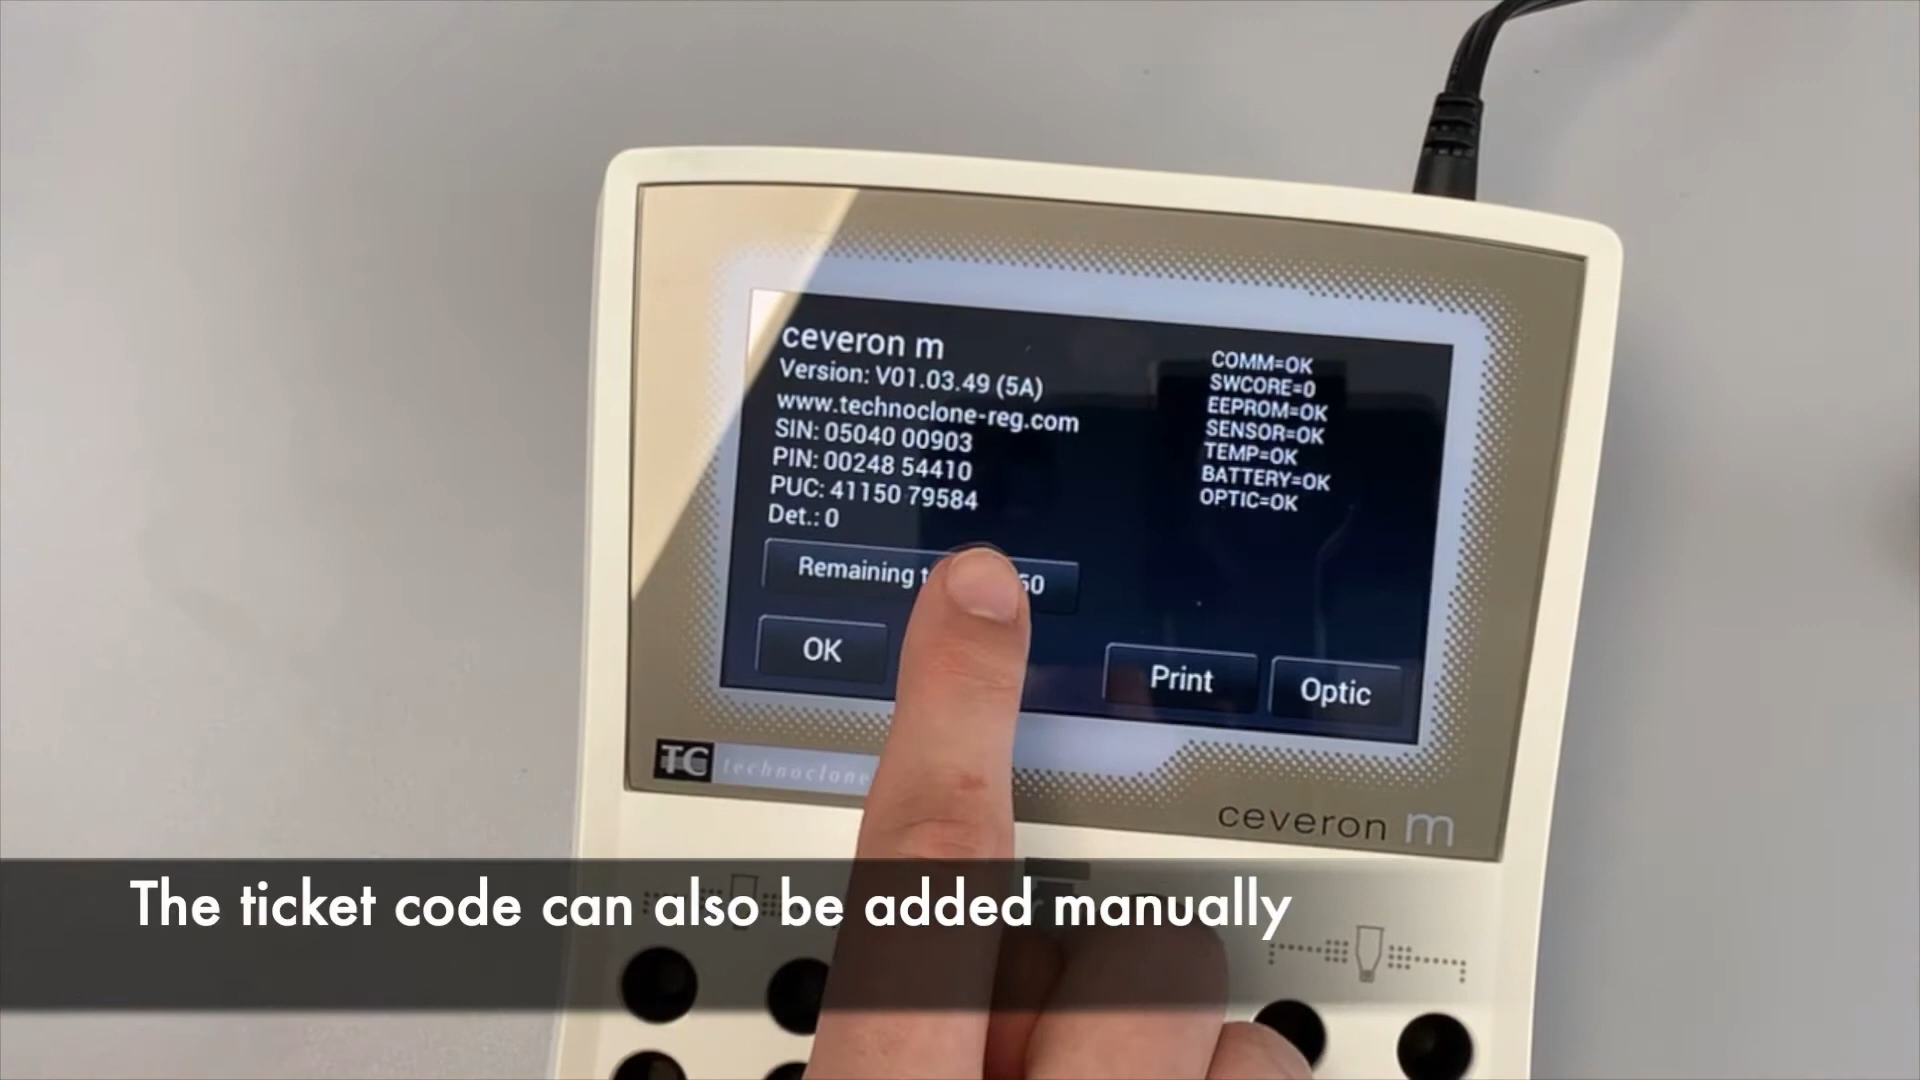 ceveron m
Version: V01.03.49 (5A)
www.technoclone-reg.com
SIN: 05040 00903
PIN: 00248 54410
PUC: 41150 79584
Det.: 0
COMM=OK
SWCORE=0
EEPROM=OK
SENSOR=OK
TEMP=OK
BATTERY=OK
OPTIC=OK
Remaining
OK
Print
Optic
TC technoclone
ceveron m
The ticket code can also be added manually